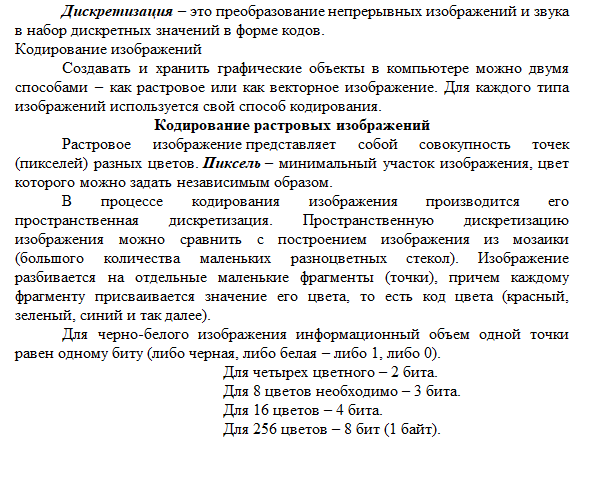 Дискретизация – это преобразование непрерывных изображений и звука
в набор дискретных значений в форме кодов.
Кодирование изображений
Создавать и хранить графические объекты в компьютере можно двумя
способами – как растровое или как векторное изображение. Для каждого типа
изображений используется свой способ кодирования.
Кодирование растровых изображений
Растровое изображение представляет собой совокупность точек
(пикселей) разных цветов. Пиксель – минимальный участок изображения, цвет
которого можно задать независимым образом.
В процессе кодирования изображения производится его
пространственная дискретизация. Пространственную дискретизацию
изображения можно сравнить с построением изображения из мозаики
(большого количества маленьких разноцветных стекол). Изображение
разбивается на отдельные маленькие фрагменты (точки), причем каждому
фрагменту присваивается значение его цвета, то есть код цвета (красный,
зеленый, синий и так далее).
Для черно-белого изображения информационный объем одной точки
равен одному биту (либо черная, либо белая – либо 1, либо 0).
Для четырех цветного – 2 бита.
Для 8 цветов необходимо – 3 бита.
Для 16 цветов – 4 бита.
Для 256 цветов – 8 бит (1 байт).